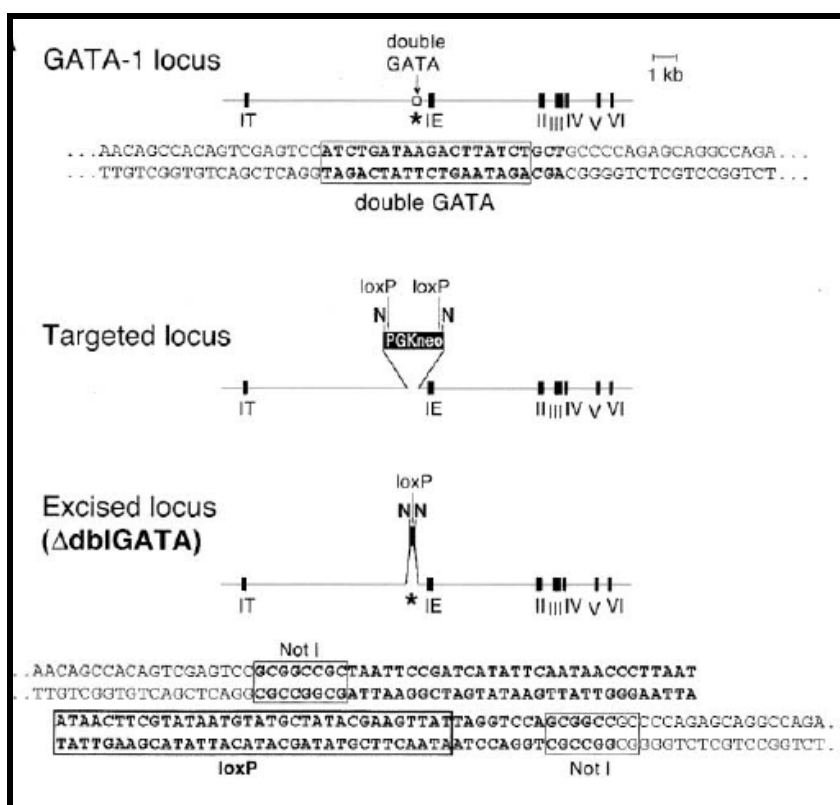 double
GATA-1 locus GATA
1 kb
IT * IE II III IV V VI
...AACAGCCACAGTCGAGTCCATCTGATAAGACTTATCTGCTGCCCCAGAGCAGGCCAGA...
...TTGTCGGTGTCAGCTCAGGTAGACTATTCTGAATAGACGACGGGGTCTCGTCCGGTCT...
double GATA
loxP loxP
N N
Targeted locus PGKneo
IT IE II III IV V VI
loxP
Excised locus NN
(ΔdblGATA)
IT * IE II III IV V VI
Not I
..AACAGCCACAGTCGAGTCCGCGGCCGCTAATTCCGATCATATTCAATAACCCTTAAT
TTGTCGGTGTCAGCTCAGGCGCCGGCGATTAAGGCTAGTATAAGTTATTGGGAATTA
ATAACTTCGTATAATGTATGCTATACGAAGTTATTAGGTCCAGCGGCCGCCCCAGAGCAGGCCAGA.
TATTGAAGCATATTACATACGATATGCTTCAATAATCCAGGTCGCCGGCGGGGTCTCGTCCGGTCT..
loxP Not I